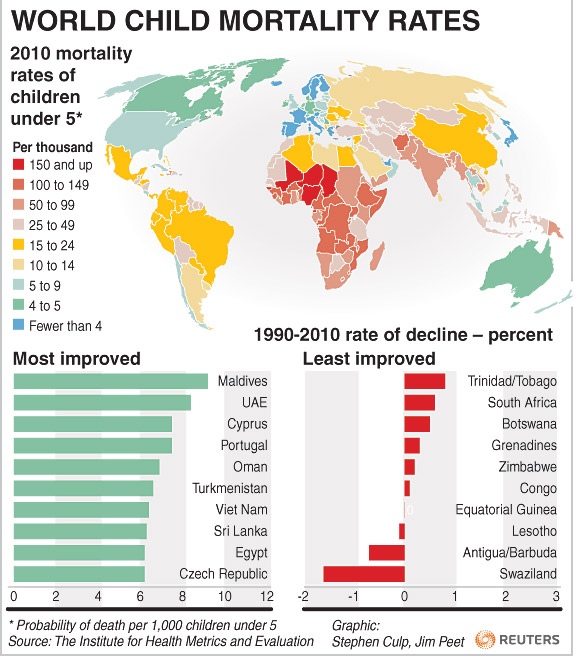 WORLD CHILD MORTALITY RATES
2010 mortality
rates of
children
under 5*
Per thousand
150 and up
100 to 149
50 to 99
25 to 49
15 to 24
10 to 14
5 to 9
4 to 5
Fewer than 4
1990-2010 rate of decline – percent
Most improved
Maldives
UAE
Cyprus
Portugal
Oman
Turkmenistan
Viet Nam
Sri Lanka
Egypt
Czech Republic
0 2 4 6 8 10 12
Least improved
Trinidad/Tobago
South Africa
Botswana
Grenadines
Zimbabwe
Congo
0 Equatorial Guinea
Lesotho
Antigua/Barbuda
Swaziland
-2 -1 0 1 2 3
* Probability of death per 1,000 children under 5
Source: The Institute for Health Metrics and Evaluation
Graphic:
Stephen Culp, Jim Peet
REUTERS